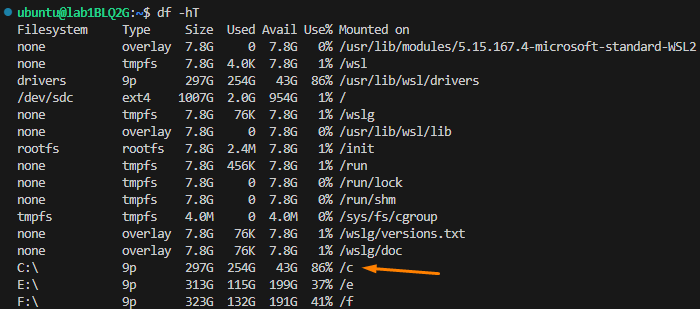 ubuntu@lab1BLQ2G:~$ df -hT
Filesystem     Type     Size  Used Avail Use% Mounted on
none           overlay  7.8G     0  7.8G   0% /usr/lib/modules/5.15.167.4-microsoft-standard-WSL2
none           tmpfs    7.8G  4.0K  7.8G   1% /wsl
drivers        9p       297G  254G   43G  86% /usr/lib/wsl/drivers
/dev/sdc       ext4    1007G  2.0G  954G   1% /
none           tmpfs    7.8G   76K  7.8G   1% /wslg
none           overlay  7.8G     0  7.8G   0% /usr/lib/wsl/lib
rootfs         rootfs   7.8G  2.4M  7.8G   1% /init
none           tmpfs    7.8G  456K  7.8G   1% /run
none           tmpfs    7.8G     0  7.8G   0% /run/lock
none           tmpfs    7.8G     0  7.8G   0% /run/shm
tmpfs          tmpfs    4.0M     0  4.0M   0% /sys/fs/cgroup
none           overlay  7.8G   76K  7.8G   1% /wslg/versions.txt
none           overlay  7.8G   76K  7.8G   1% /wslg/doc
C:\            9p       297G  254G   43G  86% /c
E:\            9p       313G  115G  199G  37% /e
F:\            9p       323G  132G  191G  41% /f